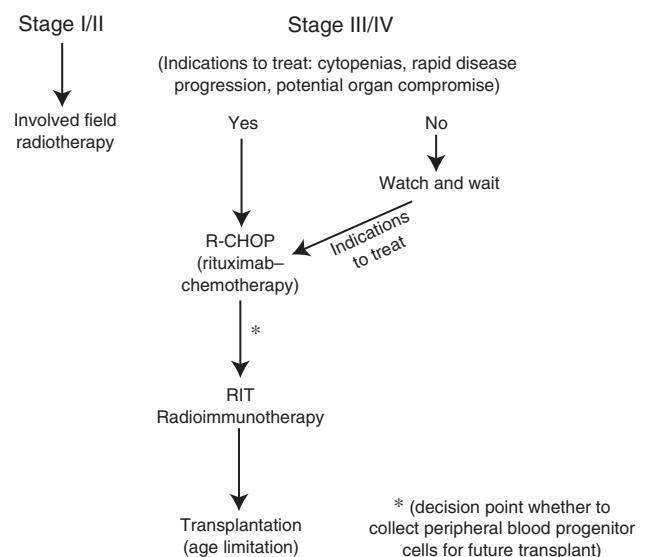 Stage I/II
Involved field
radiotherapy
Stage III/IV
(Indications to treat: cytopenias, rapid disease
progression, potential organ compromise)
Yes
No
Watch and wait
Indications
to treat
R-CHOP
(rituximab–
chemotherapy)
*
RIT
Radioimmunotherapy
Transplantation
(age limitation)
* (decision point whether to
collect peripheral blood progenitor
cells for future transplant)